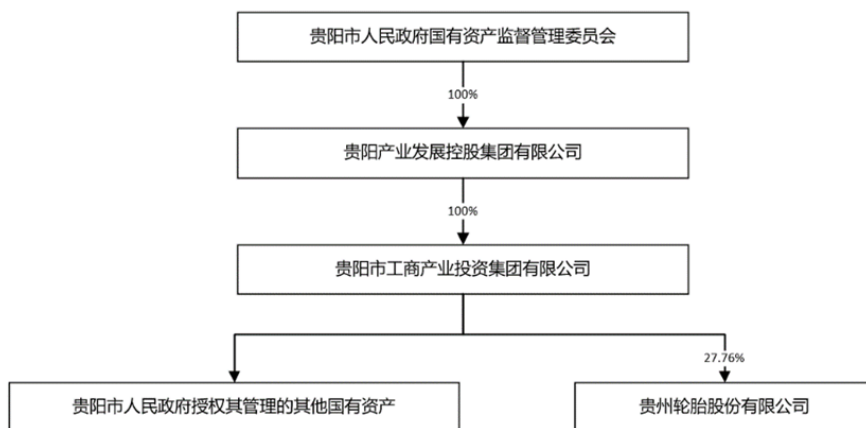 贵阳市人民政府国有资产监督管理委员会
100%
贵阳产业发展控股集团有限公司
100%
贵阳市工商产业投资集团有限公司
27.76%
贵阳市人民政府授权其管理的其他国有资产
贵州轮胎股份有限公司